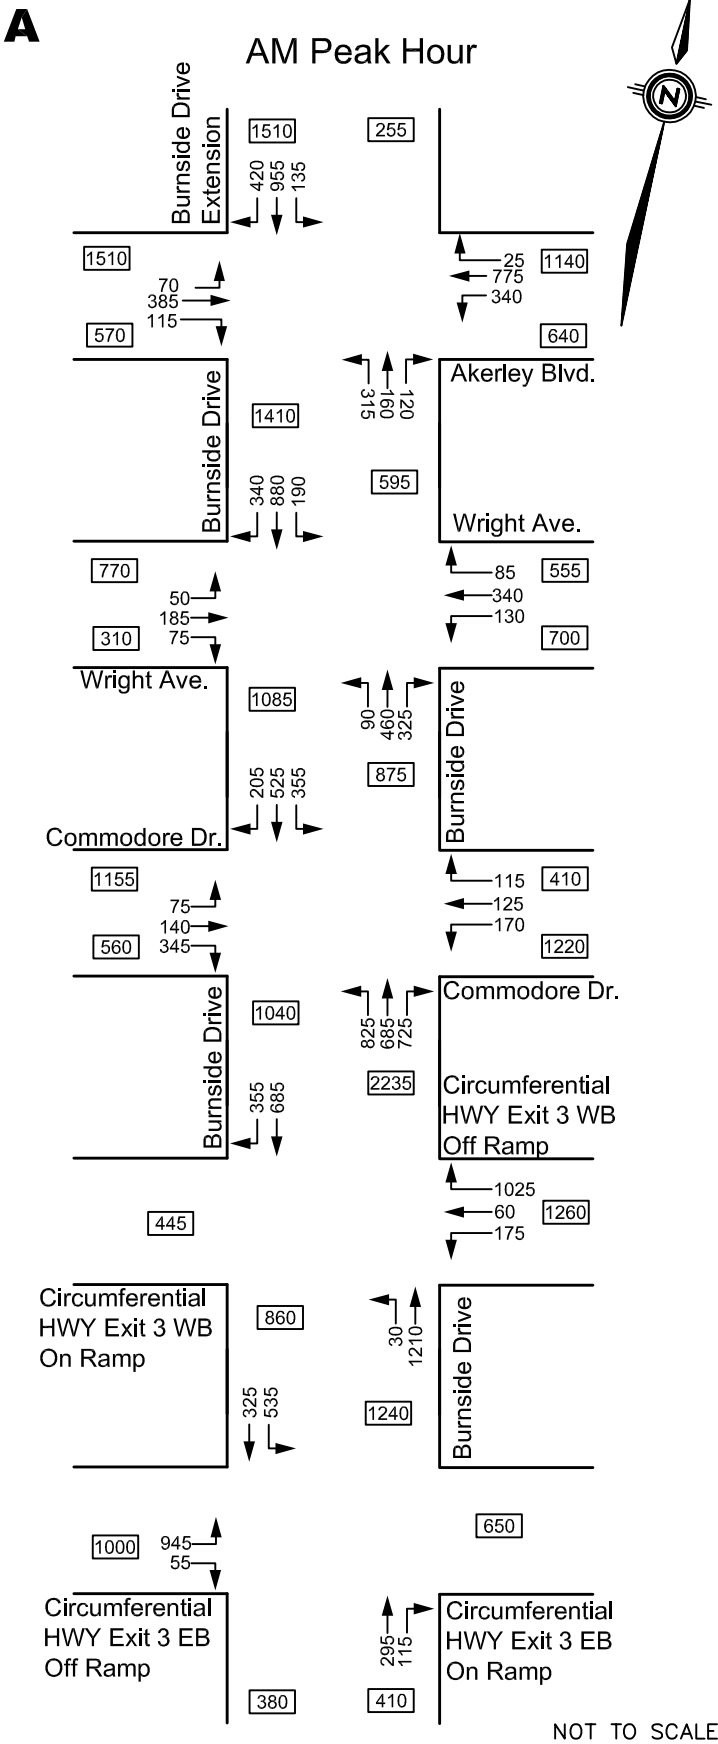 A
AM Peak Hour
N
Burnside Drive
Extension
1510
255
420
955
135
1510
25
1140
775
340
70
385
115
570
640
Akerley Blvd.
315
160
120
Burnside Drive
1410
595
340
880
190
Wright Ave.
770
85
555
340
130
50
185
75
310
700
Wright Ave.
1085
90
460
325
Burnside Drive
875
205
525
355
Commodore Dr.
1155
115
410
125
170
75
140
345
560
1220
Commodore Dr.
Burnside Drive
1040
825
685
725
2235
Circumferential
HWY Exit 3 WB
Off Ramp
355
685
1025
60
1260
175
445
Circumferential
HWY Exit 3 WB
On Ramp
860
30
1210
Burnside Drive
325
535
1240
650
1000
945
55
Circumferential
HWY Exit 3 EB
Off Ramp
295
115
Circumferential
HWY Exit 3 EB
On Ramp
380
410
NOT TO SCALE